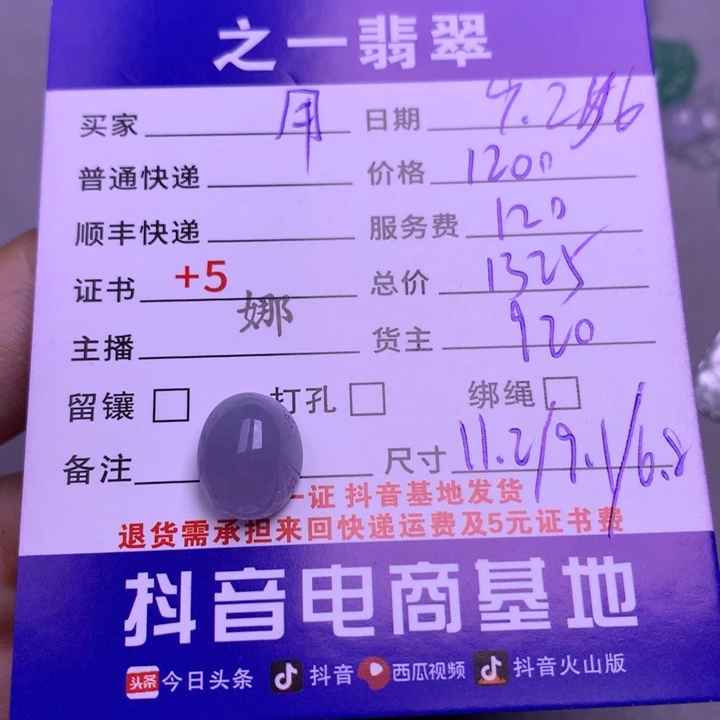 之一翡翠
买家 日期
普通快递 价格 1200
顺丰快递 服务费 120
证书 +5 总价 1325
主播 娜 货主 920
留镶 打孔 绑绳
备注 尺寸 11.2/9.1/6.2
一证 抖音基地发货
退货需承担来回快递运费及5元证书费
抖音电商基地
头条 今日头条 抖音 西瓜视频 抖音火山版